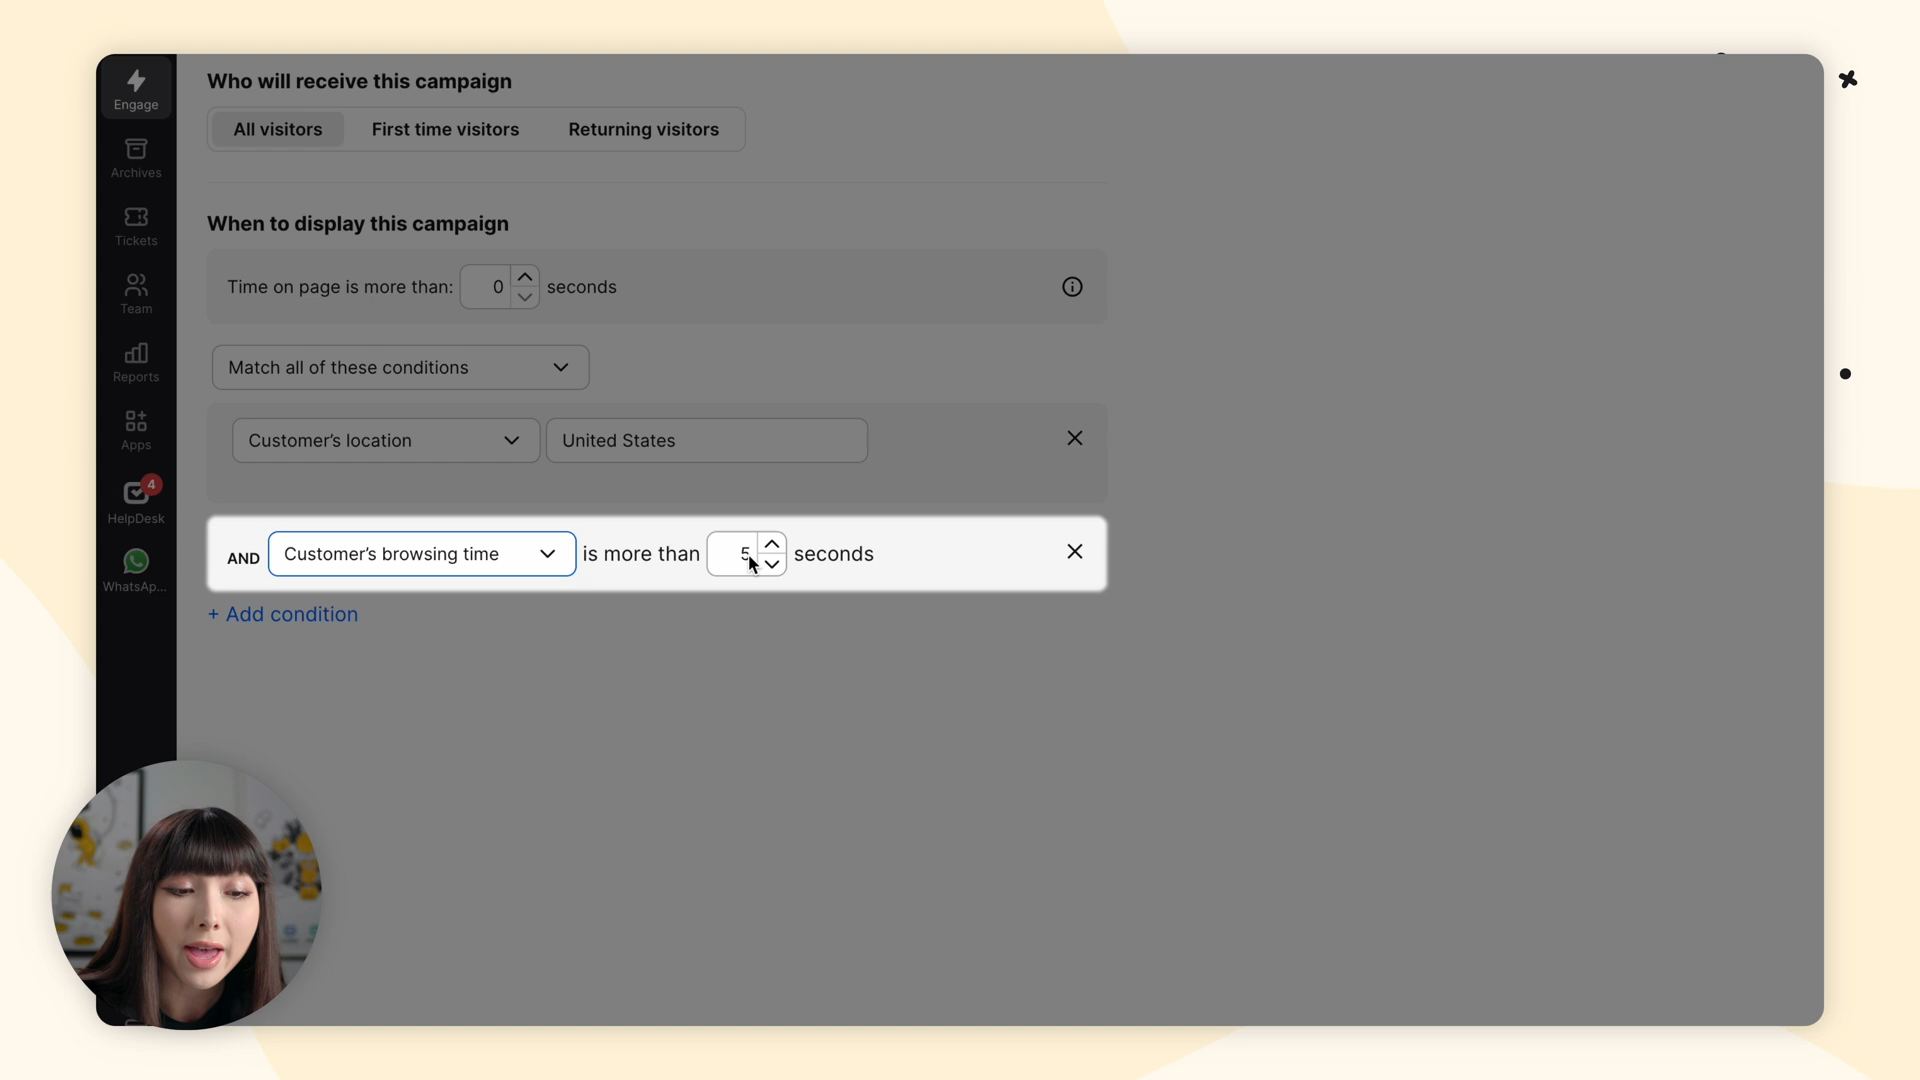 Engage
Archives
Tickets
Team
Reports
Apps
4
HelpDesk
WhatsAp...
Who will receive this campaign
All visitors First time visitors Returning visitors
When to display this campaign
Time on page is more than: 0 seconds
Match all of these conditions
Customer's location United States
AND Customer's browsing time is more than 5 seconds
+ Add condition